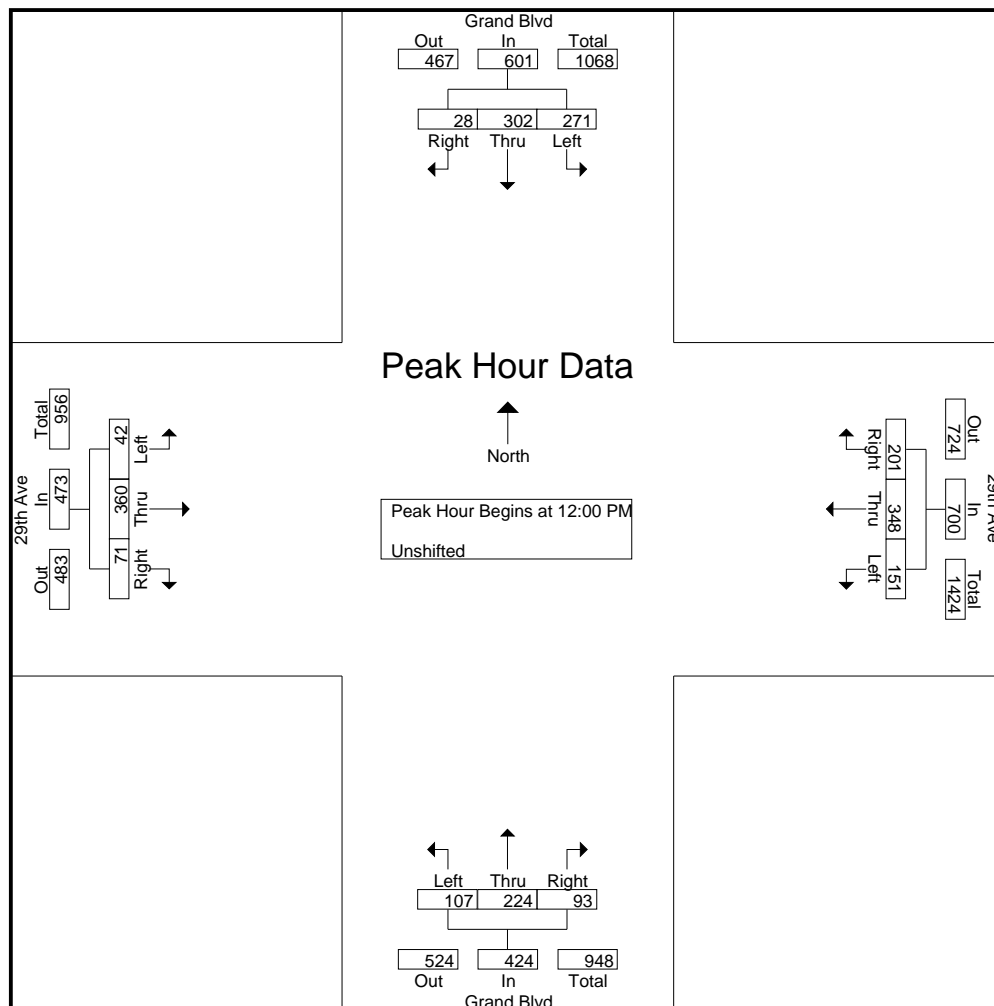 Grand Blvd
Out In Total
467 601 1068
28 302 271
Right Thru Left
Peak Hour Data
North
Peak Hour Begins at 12:00 PM
Unshifted
29th Ave
Total In Out
956 473 483
42 360 71
Left Thru Right
29th Ave
Out In Total
724 700 1424
201 348 151
Right Thru Left
Left Thru Right
107 224 93
524 424 948
Out In Total
Grand Blvd